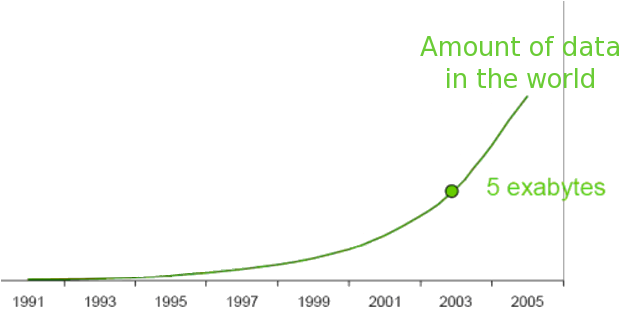 Amount of data
in the world
5 exabytes
1991 1993 1995 1997 1999 2001 2003 2005